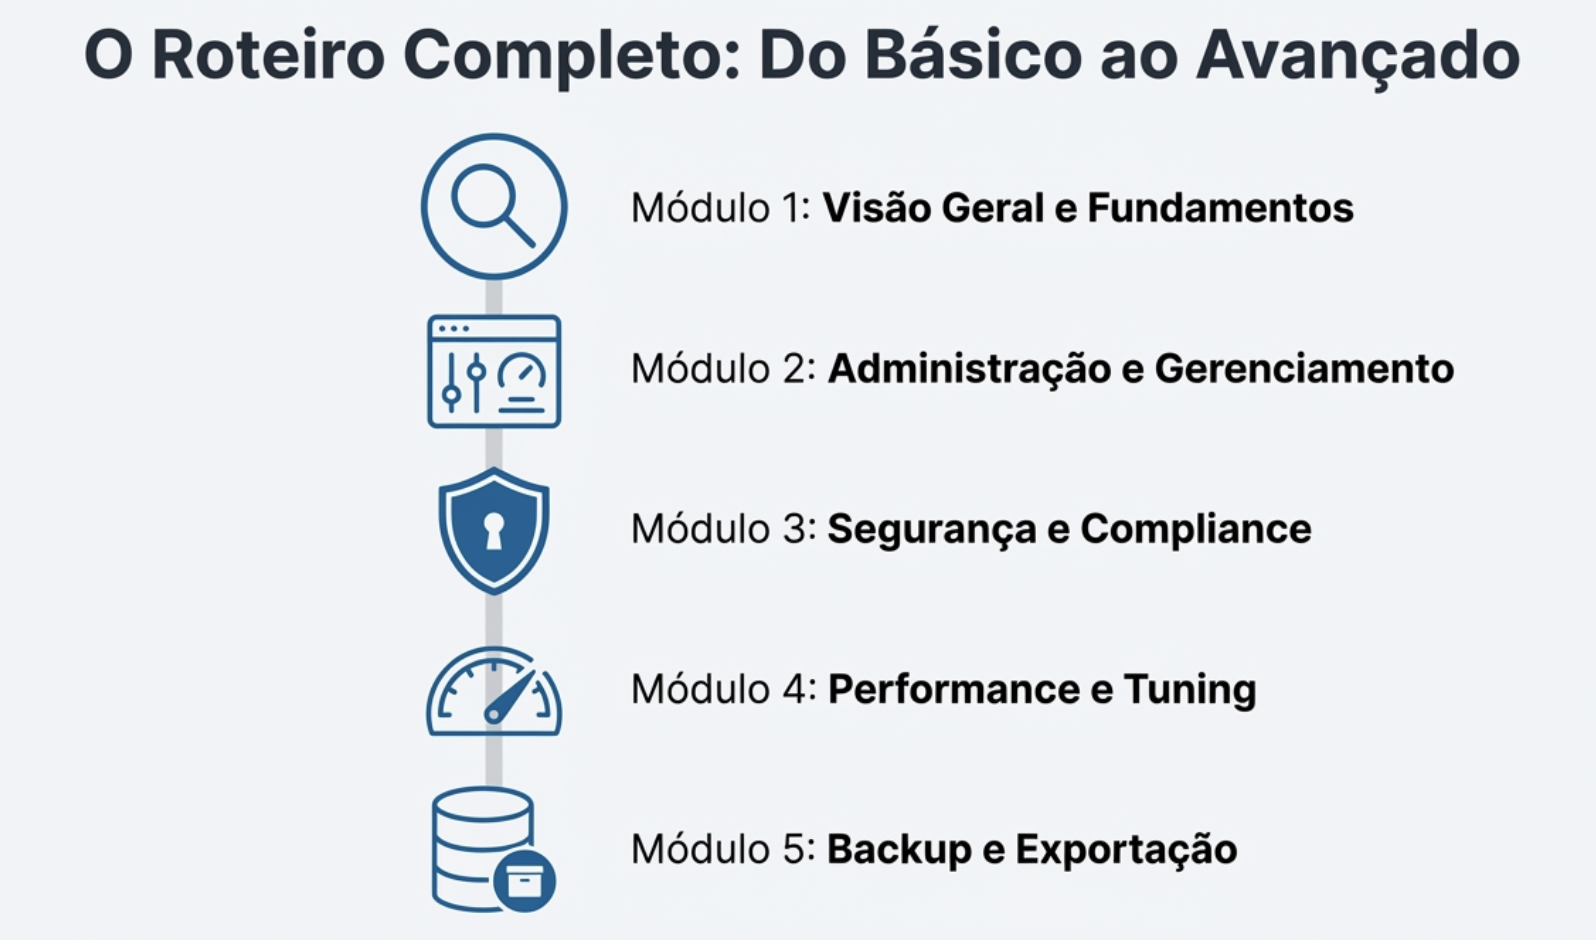 O Roteiro Completo: Do Básico ao Avançado
Módulo 1: Visão Geral e Fundamentos
Módulo 2: Administração e Gerenciamento
Módulo 3: Segurança e Compliance
Módulo 4: Performance e Tuning
Módulo 5: Backup e Exportação